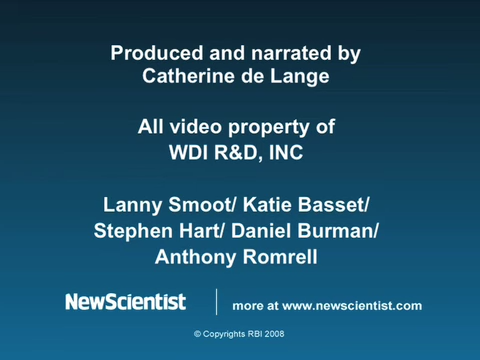 Produced and narrated by
Catherine de Lange
All video property of
WDI R&D, INC
Lanny Smoot/ Katie Basset/
Stephen Hart/ Daniel Burman/
Anthony Romrell
NewScientist
more at www.newscientist.com
© Copyrights RBI 2008